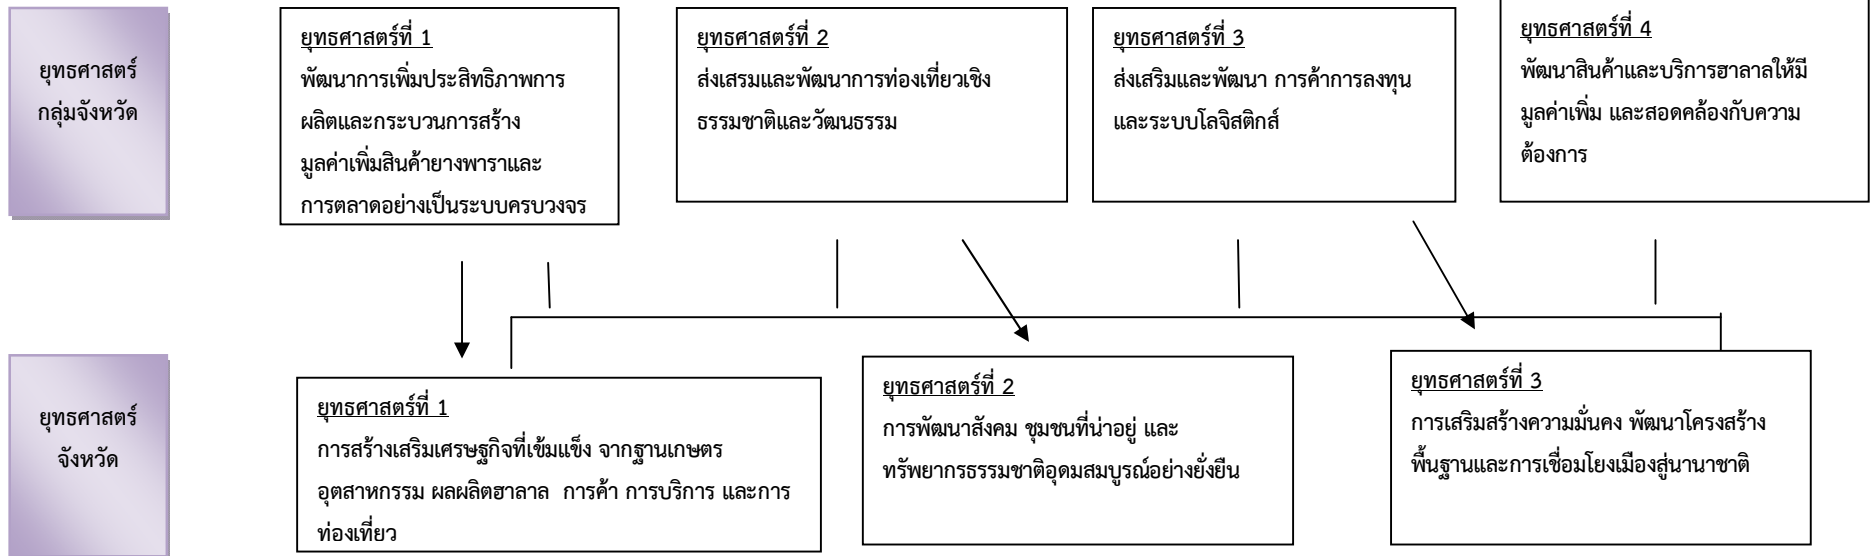 ยุทธศาสตร์
กลุ่มจังหวัด
ยุทธศาสตร์ที่ 1
พัฒนาการเพิ่มประสิทธิภาพการ
ผลิตและกระบวนการสร้าง
มูลค่าเพิ่มสินค้ายางพาราและ
การตลาดอย่างเป็นระบบครบวงจร
ยุทธศาสตร์ที่ 2
ส่งเสรมและพัฒนาการท่องเที่ยวเชิง
ธรรมชาติและวัฒนธรรม
ยุทธศาสตร์ที่ 3
ส่งเสริมและพัฒนา การค้าการลงทุน
และระบบโลจิสติกส์
ยุทธศาสตร์ที่ 4
พัฒนาสินค้าและบริการฮาลาลให้มี
มูลค่าเพิ่ม และสอดคล้องกับความ
ต้องการ
ยุทธศาสตร์
จังหวัด
ยุทธศาสตร์ที่ 1
การสร้างเสริมเศรษฐกิจที่เข้มแข็ง จากฐานเกษตร
อุตสาหกรรม ผลผลิตฮาลาล การค้า การบริการ และการ
ท่องเที่ยว
ยุทธศาสตร์ที่ 2
การพัฒนาสังคม ชุมชนที่น่าอยู่ และ
ทรัพยากรธรรมชาติอุดมสมบูรณ์อย่างยั่งยืน
ยุทธศาสตร์ที่ 3
การเสริมสร้างความมั่นคง พัฒนาโครงสร้าง
พื้นฐานและการเชื่อมโยงเมืองสู่นานาชาติ